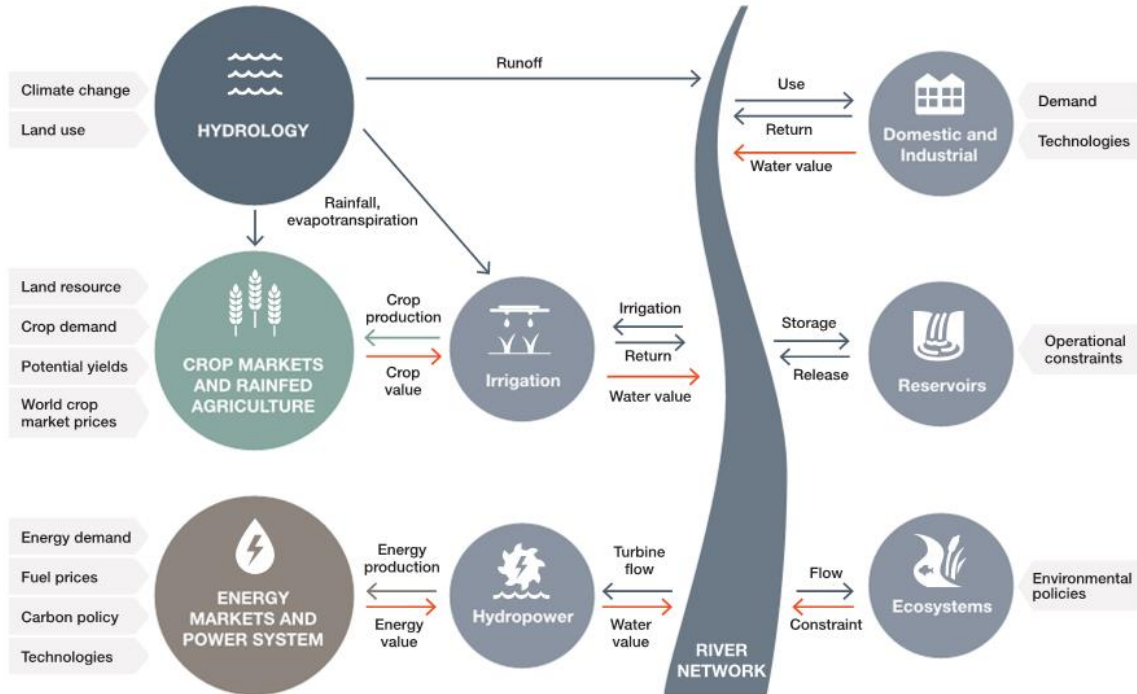 Climate change
Land use
HYDROLOGY
Runoff
Rainfall,
evapotranspiration
Use
Return
Water value
Domestic and
Industrial
Demand
Technologies
Land resource
Crop demand
Potential yields
World crop
market prices
CROP MARKETS
AND RAINFED
AGRICULTURE
Crop
production
Crop
value
Irrigation
Irrigation
Return
Water value
Storage
Release
Reservoirs
Operational
constraints
Energy demand
Fuel prices
Carbon policy
Technologies
ENERGY
MARKETS AND
POWER SYSTEM
Energy
production
Energy
value
Hydropower
Turbine
flow
Water
value
RIVER
NETWORK
Flow
Constraint
Ecosystems
Environmental
policies